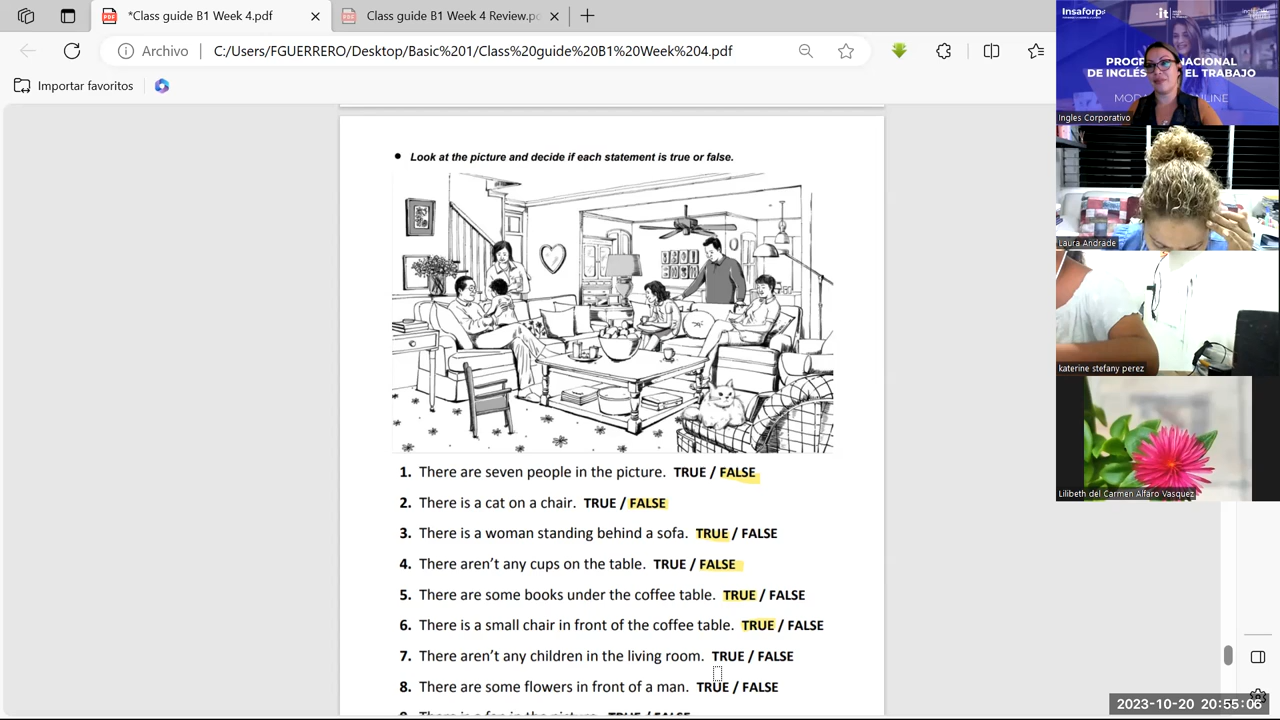 *Class guide B1 Week 4.pdf
guide B1 Week 5 Review.pdf
Archivo
C:/Users/FGUERRERO/Desktop/Basic%201/Class%20guide%20B1%20Week%204.pdf
Importar favoritos
Look at the picture and decide if each statement is true or false.
1. There are seven people in the picture. TRUE / FALSE
2. There is a cat on a chair. TRUE / FALSE
3. There is a woman standing behind a sofa. TRUE / FALSE
4. There aren't any cups on the table. TRUE / FALSE
5. There are some books under the coffee table. TRUE / FALSE
6. There is a small chair in front of the coffee table. TRUE / FALSE
7. There aren't any children in the living room. TRUE / FALSE
8. There are some flowers in front of a man. TRUE / FALSE
Insaforp
it
NACIONAL
DE INGLÉS EL TRABAJO
Ingles Corporativo
Laura Andrade
katerine stefany perez
Lilibeth del Carmen Alfaro Vasquez
2023-10-20 20:55:06